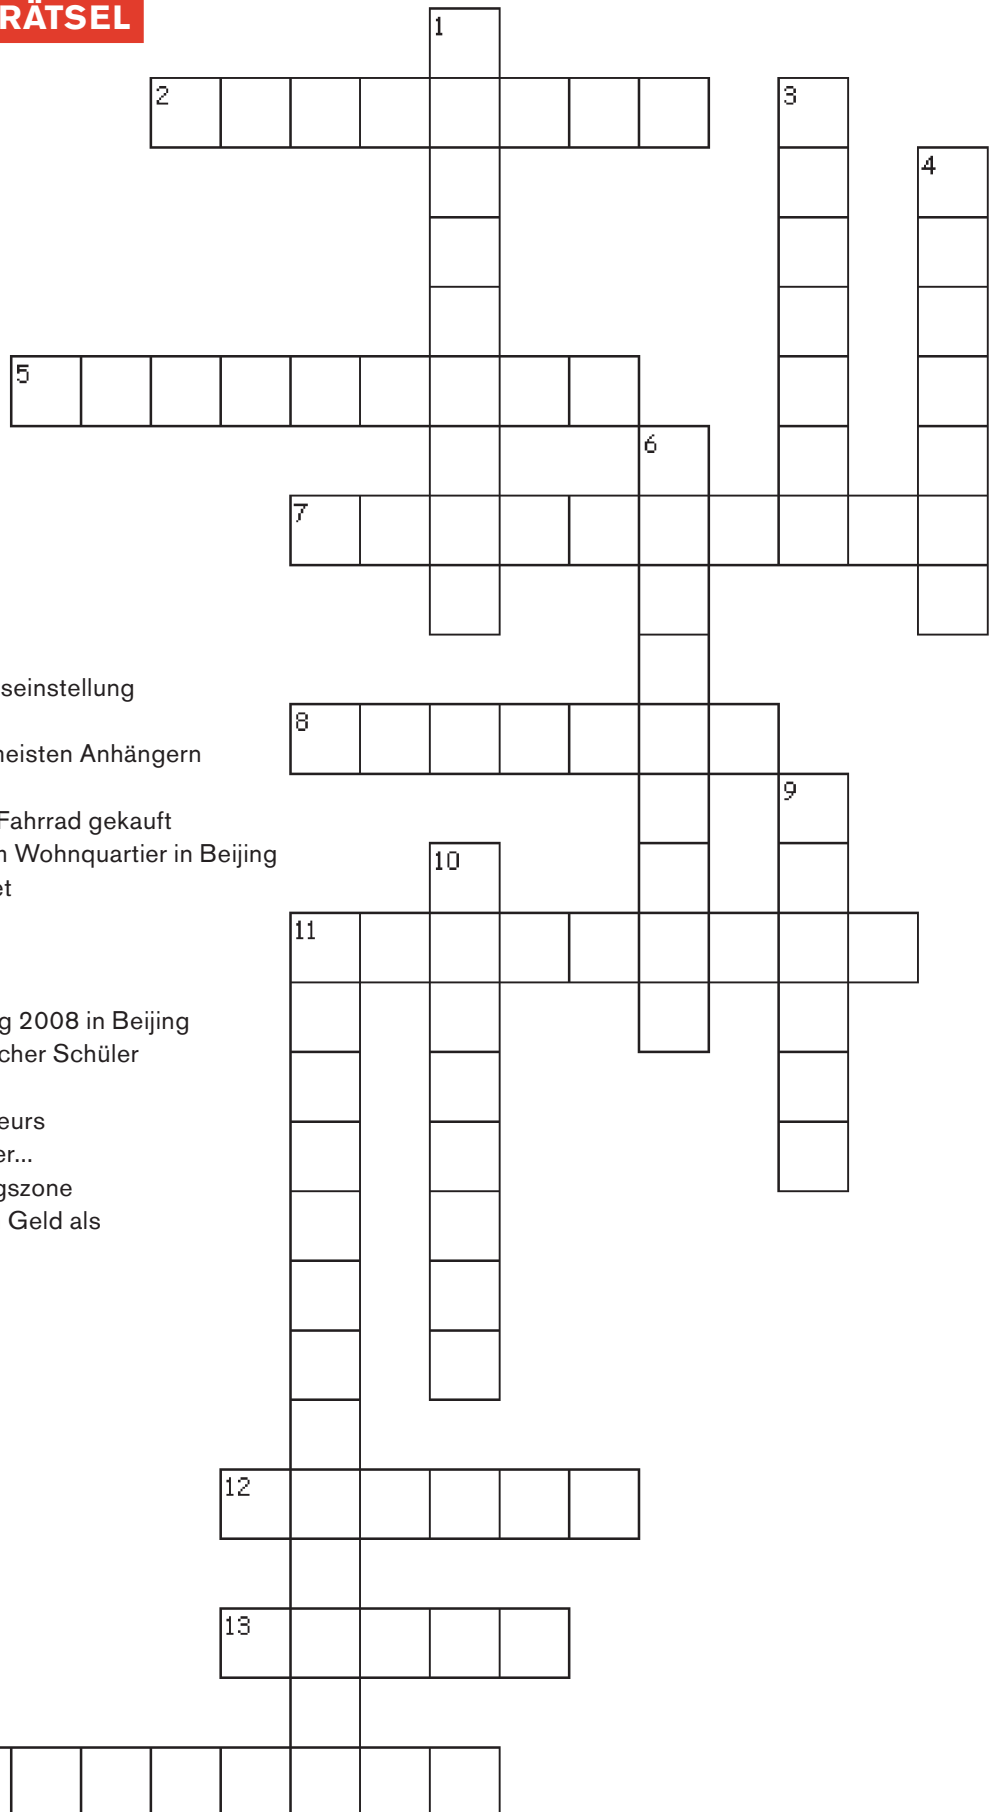 RÄTSEL
1
2
3
4
5
6
7
seinstellung
8
neisten Anhängern
9
Fahrrad gekauft
Wohnquartier in Beijing
10
et
11
g 2008 in Beijing
cher Schüler
eurs
er...
gszone
Geld als
12
13